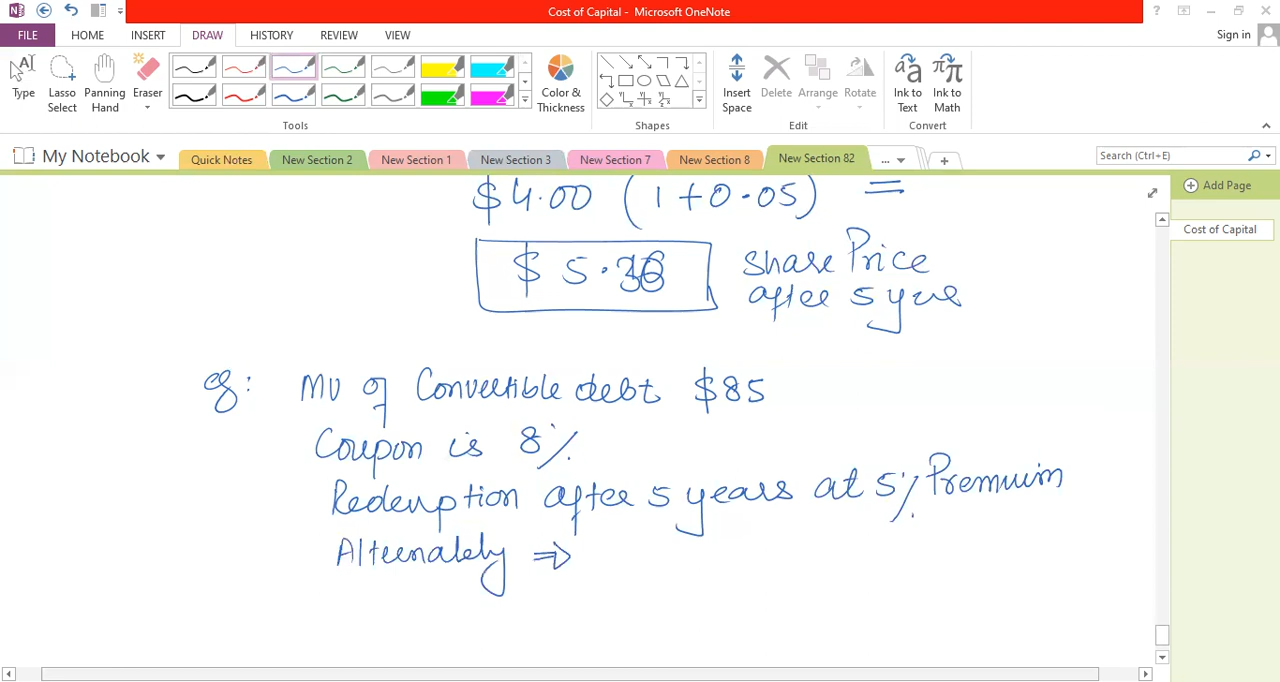 Cost of Capital - Microsoft OneNote
?
FILE HOME INSERT DRAW HISTORY REVIEW VIEW
Sign in
Type
Lasso Select
Panning Hand
Eraser
Color & Thickness
Insert Space
Delete
Arrange
Rotate
Ink to Text
Ink to Math
Tools Shapes Edit Convert
My Notebook Quick Notes New Section 2 New Section 1 New Section 3 New Section 7 New Section 8 New Section 82 ... +
Search (Ctrl+E)
Add Page
Cost of Capital
$4.00 (1+0.05) =
share Price
after 5 yrs
eg: MV of Convertible debt $85
Coupon is 8%
Redemption after 5 years at 5% Premium
Alternately ⇒